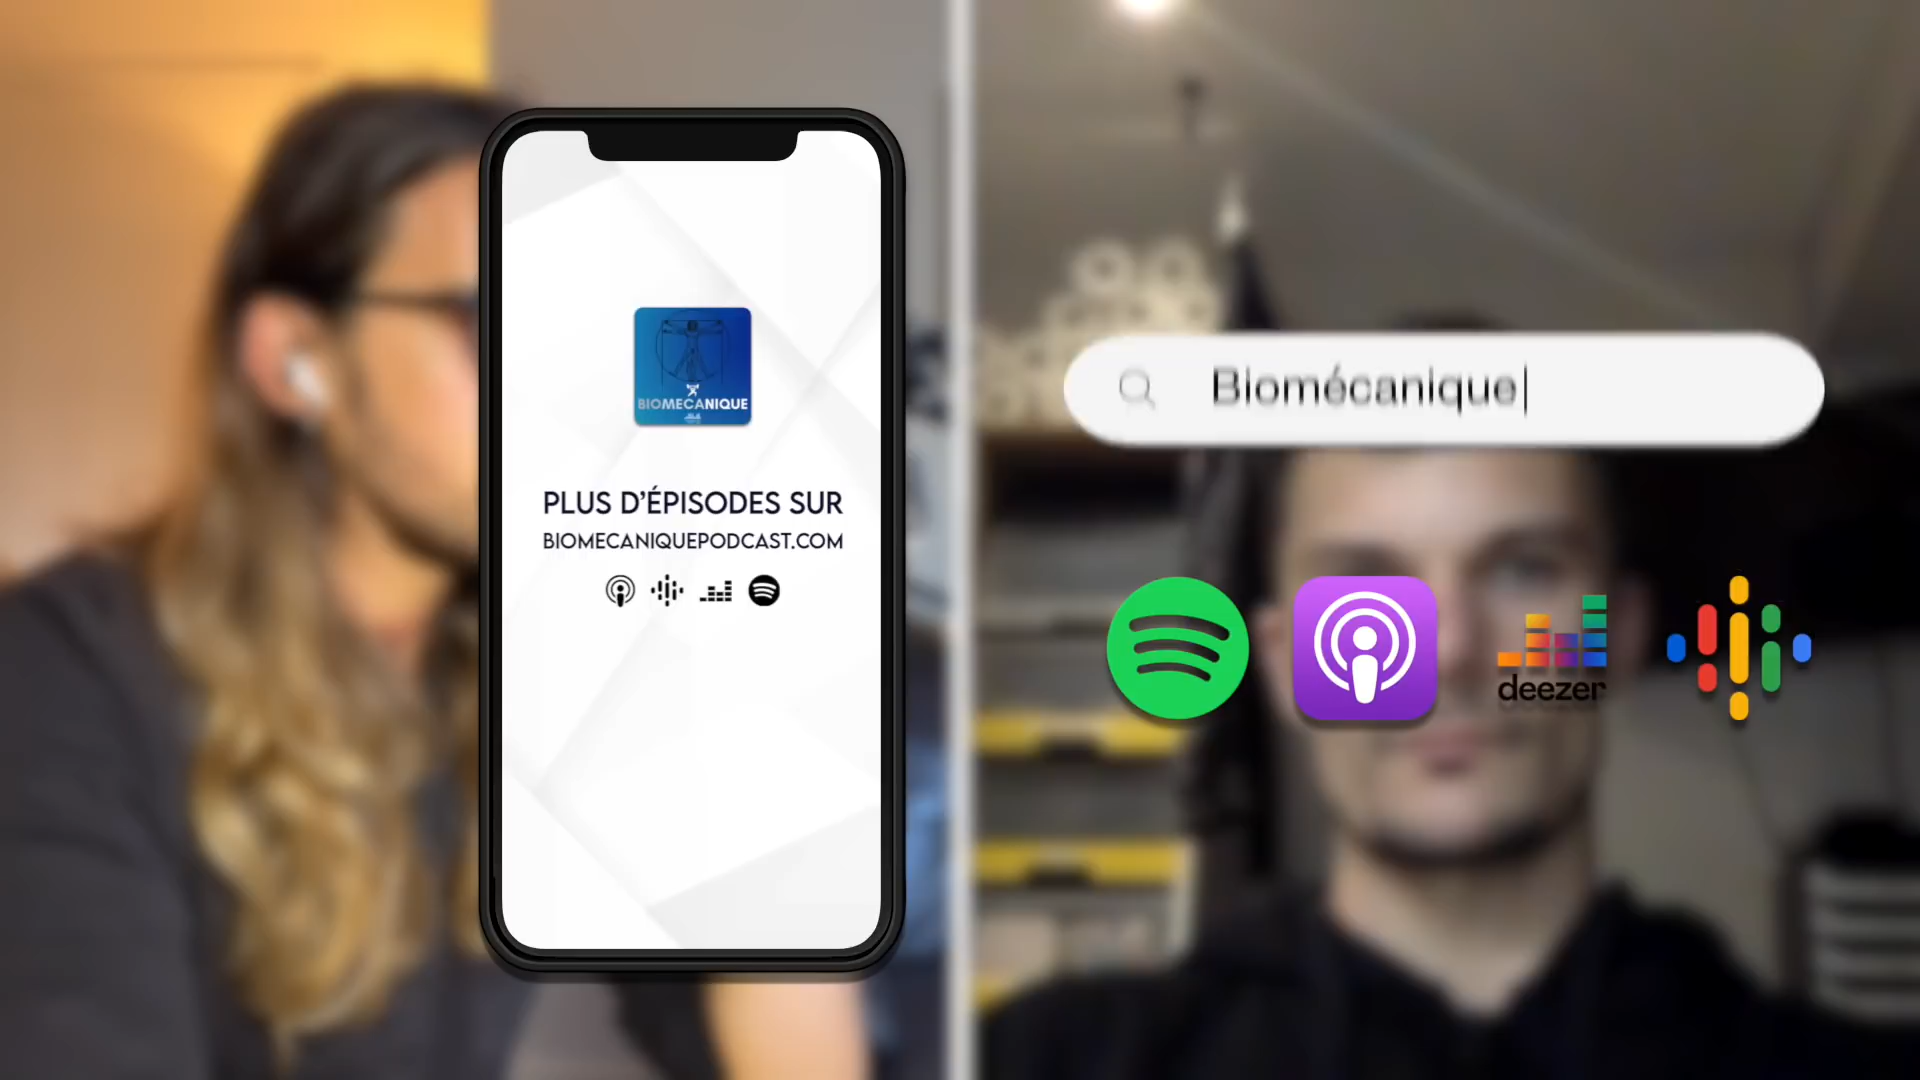 BIOMECANIQUE
PLUS D’ÉPISODES SUR
BIOMECANIQUEPODCAST.COM
Biomécanique
deezer